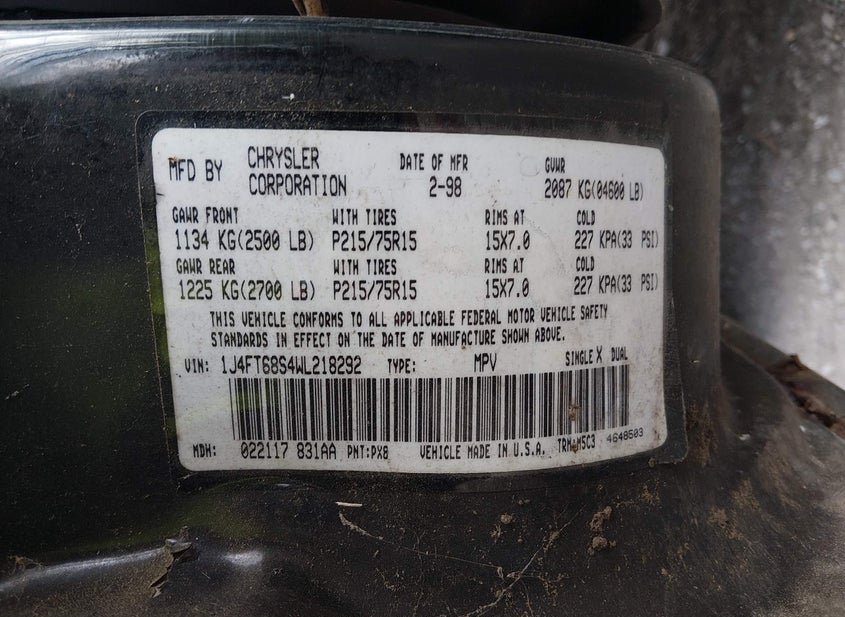 MFD BY CHRYSLER CORPORATION DATE OF MFR 2-98 GVWR 2087 KG(04600 LB)
GAWR FRONT WITH TIRES RIMS AT COLD
1134 KG(2500 LB) P215/75R15 15X7.0 227 KPA(33 PSI)
GAWR REAR WITH TIRES RIMS AT COLD
1225 KG(2700 LB) P215/75R15 15X7.0 227 KPA(33 PSI)
THIS VEHICLE CONFORMS TO ALL APPLICABLE FEDERAL MOTOR VEHICLE SAFETY
STANDARDS IN EFFECT ON THE DATE OF MANUFACTURE SHOWN ABOVE.
VIN: 1J4FT68S4WL218292 TYPE: MPV SINGLE X DUAL
MDH: 022117 831AA PNT:PX8 VEHICLE MADE IN U.S.A. TRM:M5C3 4648503